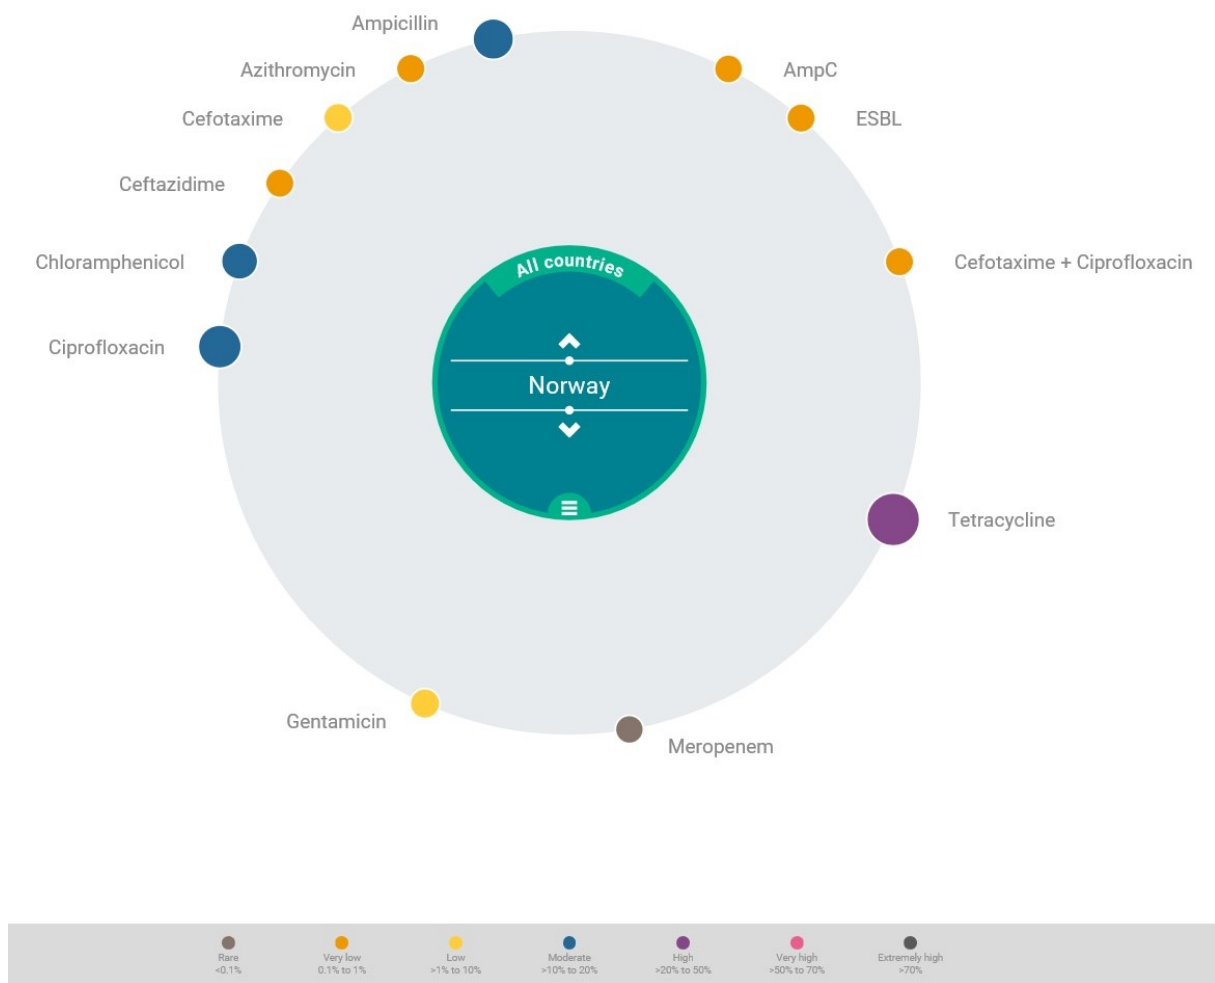 Ampicillin
Azithromycin
AmpC
Cefotaxime
ESBL
Ceftazidime
Chloramphenicol
Cefotaxime + Ciprofloxacin
All countries
Ciprofloxacin
Norway
Tetracycline
Gentamicin
Meropenem
Rare
<0.1%
Very low
0.1% to 1%
Low
>1% to 10%
Moderate
>10% to 20%
High
>20% to 50%
Very high
>50% to 70%
Extremely high
>70%